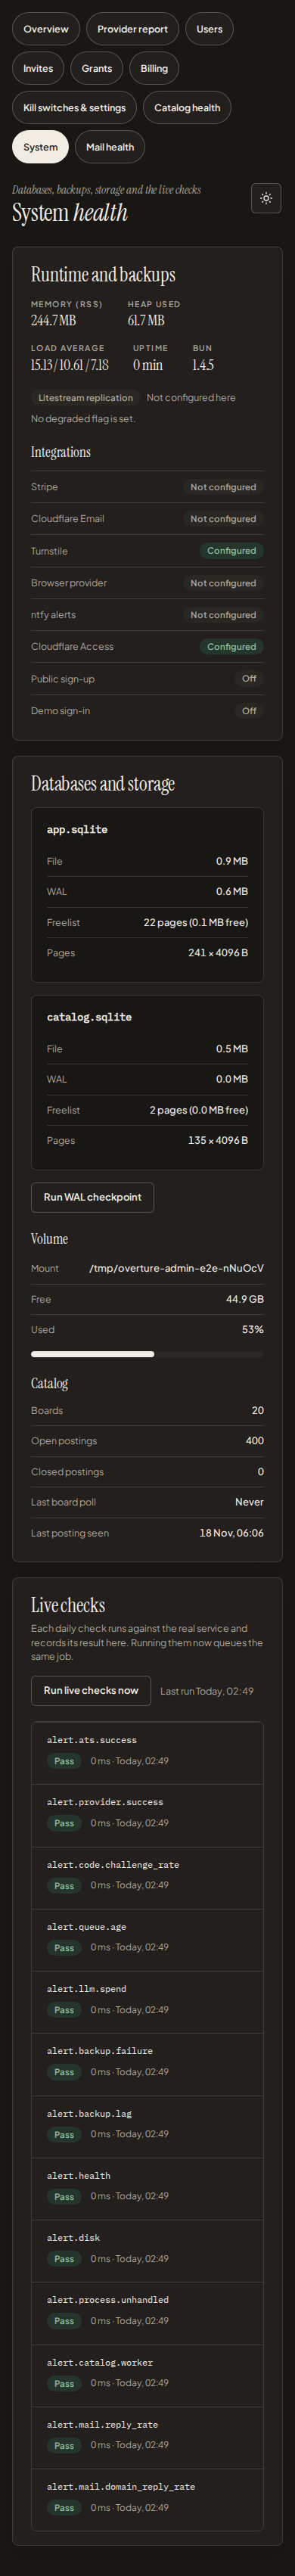 Overview Provider report Users
Invites Grants Billing
Kill switches & settings Catalog health
System Mail health
Databases, backups, storage and the live checks
System health
Runtime and backups
MEMORY (RSS) HEAP USED
244.7 MB 61.7 MB
LOAD AVERAGE UPTIME BUN
15.13 / 10.61 / 7.18 0 min 1.4.5
Litestream replication Not configured here
No degraded flag is set.
Integrations
Stripe Not configured
Cloudflare Email Not configured
Turnstile Configured
Browser provider Not configured
ntfy alerts Not configured
Cloudflare Access Configured
Public sign-up Off
Demo sign-in Off
Databases and storage
app.sqlite
File 0.9 MB
WAL 0.6 MB
Freelist 22 pages (0.1 MB free)
Pages 241 × 4096 B
catalog.sqlite
File 0.5 MB
WAL 0.0 MB
Freelist 2 pages (0.0 MB free)
Pages 135 × 4096 B
Run WAL checkpoint
Volume
Mount /tmp/overture-admin-e2e-nNuOcV
Free 44.9 GB
Used 53%
Catalog
Boards 20
Open postings 400
Closed postings 0
Last board poll Never
Last posting seen 18 Nov, 06:06
Live checks
Each daily check runs against the real service and
records its result here. Running them now queues the
same job.
Run live checks now Last run Today, 02:49
alert.ats.success
Pass 0 ms · Today, 02:49
alert.provider.success
Pass 0 ms · Today, 02:49
alert.code.challenge_rate
Pass 0 ms · Today, 02:49
alert.queue.age
Pass 0 ms · Today, 02:49
alert.llm.spend
Pass 0 ms · Today, 02:49
alert.backup.failure
Pass 0 ms · Today, 02:49
alert.backup.lag
Pass 0 ms · Today, 02:49
alert.health
Pass 0 ms · Today, 02:49
alert.disk
Pass 0 ms · Today, 02:49
alert.process.unhandled
Pass 0 ms · Today, 02:49
alert.catalog.worker
Pass 0 ms · Today, 02:49
alert.mail.reply_rate
Pass 0 ms · Today, 02:49
alert.mail.domain_reply_rate
Pass 0 ms · Today, 02:49